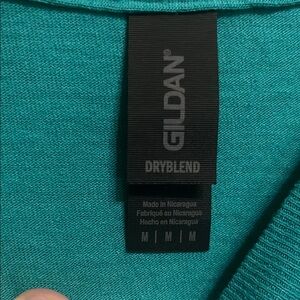 GILDAN®
DRYBLEND
Made in Nicaragua
Fabriqué au Nicaragua
Hecho en Nicaragua
M | M | M